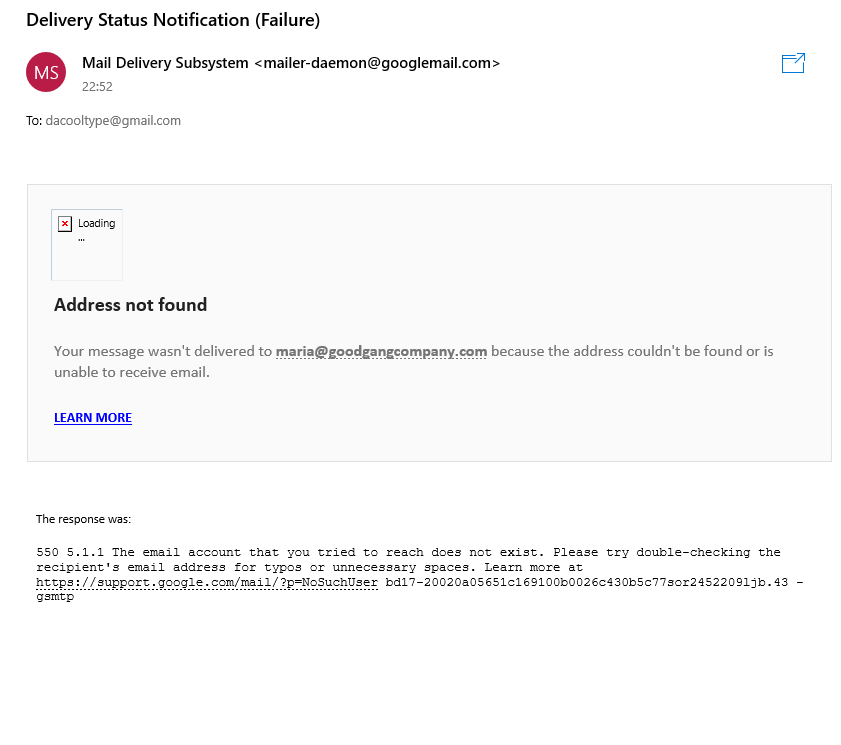 Delivery Status Notification (Failure)
MS
Mail Delivery Subsystem <mailer-daemon@googlemail.com>
22:52
To: dacooltype@gmail.com
Loading
...
Address not found
Your message wasn't delivered to maria@goodgangcompany.com because the address couldn't be found or is
unable to receive email.
LEARN MORE
The response was:
550 5.1.1 The email account that you tried to reach does not exist. Please try double-checking the
recipient's email address for typos or unnecessary spaces. Learn more at
https://support.google.com/mail/?p=NoSuchUser bd17-20020a05651c169100b0026c430b5c77sor2452209ljb.43 -
gsmtp